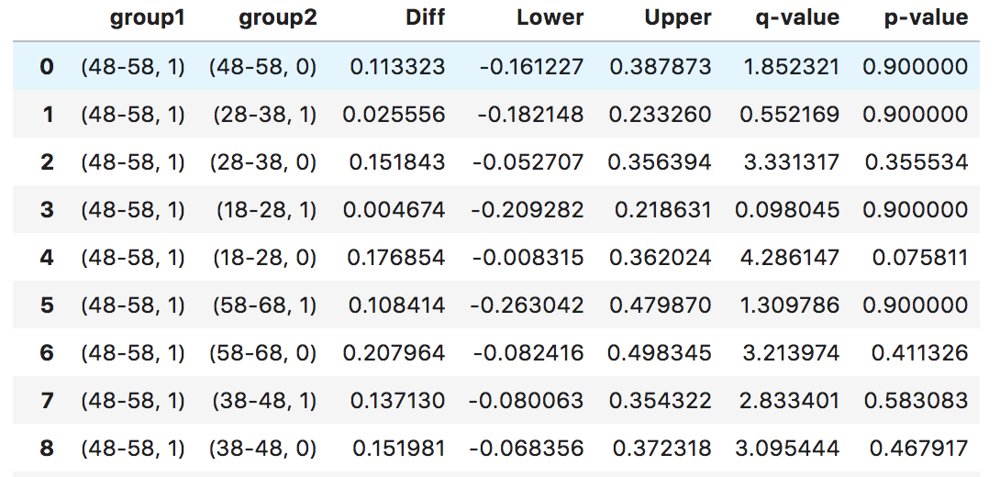 group1 group2 Diff Lower Upper q-value p-value
0 (48-58, 1) (48-58, 0) 0.113323 -0.161227 0.387873 1.852321 0.900000
1 (48-58, 1) (28-38, 1) 0.025556 -0.182148 0.233260 0.552169 0.900000
2 (48-58, 1) (28-38, 0) 0.151843 -0.052707 0.356394 3.331317 0.355534
3 (48-58, 1) (18-28, 1) 0.004674 -0.209282 0.218631 0.098045 0.900000
4 (48-58, 1) (18-28, 0) 0.176854 -0.008315 0.362024 4.286147 0.075811
5 (48-58, 1) (58-68, 1) 0.108414 -0.263042 0.479870 1.309786 0.900000
6 (48-58, 1) (58-68, 0) 0.207964 -0.082416 0.498345 3.213974 0.411326
7 (48-58, 1) (38-48, 1) 0.137130 -0.080063 0.354322 2.833401 0.583083
8 (48-58, 1) (38-48, 0) 0.151981 -0.068356 0.372318 3.095444 0.467917